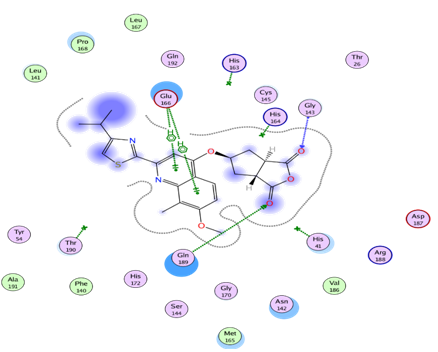 Leu
167
Pro
168
Gln
192
His
163
Thr
26
Leu
141
Glu
166
Cys
145
His
164
Gly
143
H
H
N
S
N
O
H
H
O
O
O
O
Tyr
54
Thr
190
Gln
189
His
41
Asp
187
Arg
188
Ala
191
Phe
140
His
172
Gly
170
Ser
144
Asn
142
Val
186
Met
165